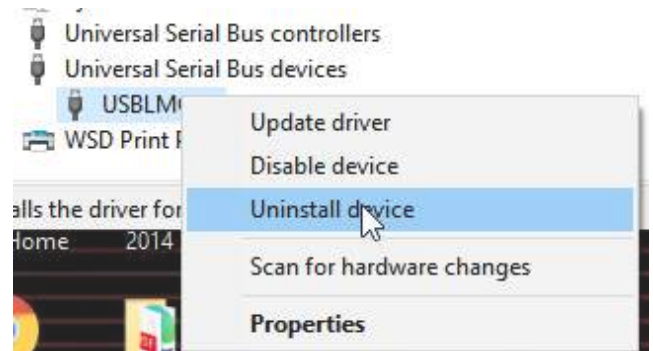 Universal Serial Bus controllers
Universal Serial Bus devices
USBLM
WSD Print
Update driver
Disable device
Uninstall device
Scan for hardware changes
Properties
alls the driver for
Home 2014